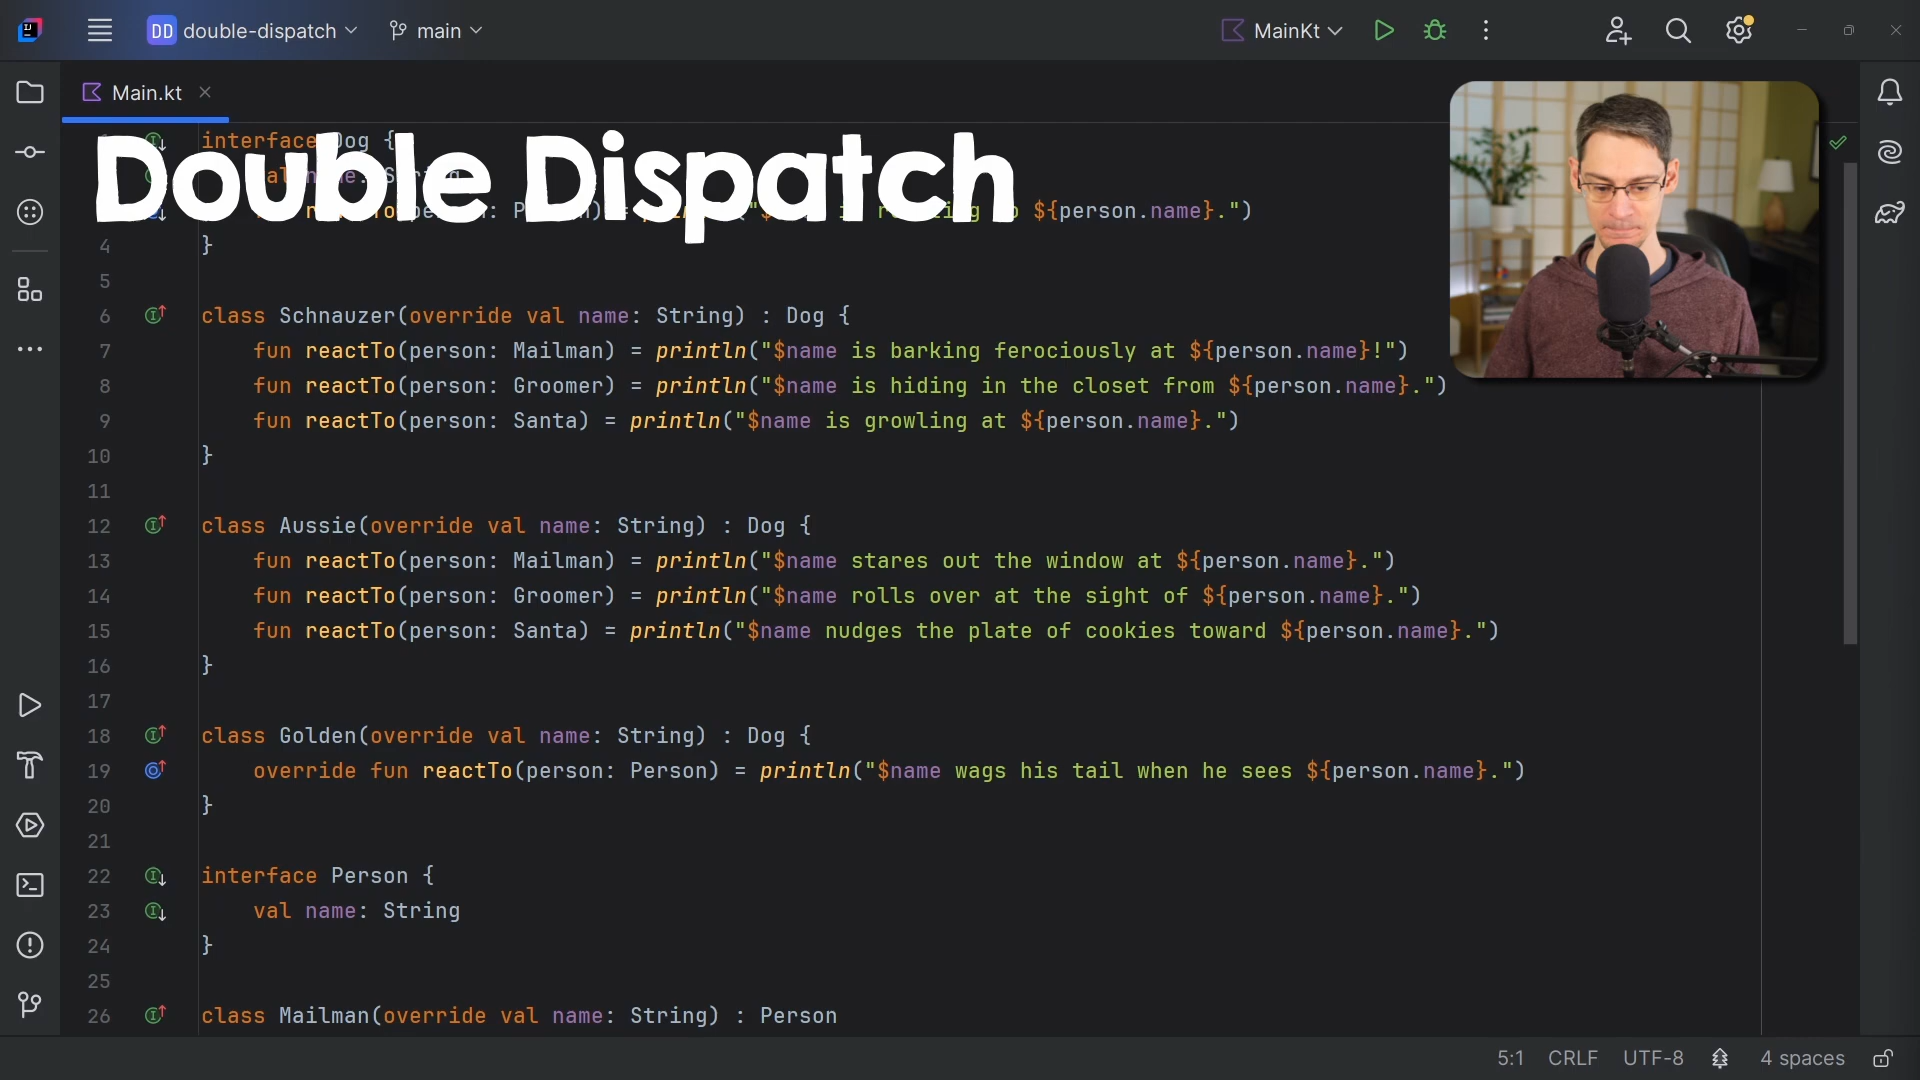 DD double-dispatch main MainKt
Main.kt
Double Dispatch
interface Dog {
${person.name}.")
4 }
5
6 class Schnauzer(override val name: String) : Dog {
7 fun reactTo(person: Mailman) = println("$name is barking ferociously at ${person.name}!")
8 fun reactTo(person: Groomer) = println("$name is hiding in the closet from ${person.name}.")
9 fun reactTo(person: Santa) = println("$name is growling at ${person.name}.")
10 }
11
12 class Aussie(override val name: String) : Dog {
13 fun reactTo(person: Mailman) = println("$name stares out the window at ${person.name}.")
14 fun reactTo(person: Groomer) = println("$name rolls over at the sight of ${person.name}.")
15 fun reactTo(person: Santa) = println("$name nudges the plate of cookies toward ${person.name}.")
16 }
17
18 class Golden(override val name: String) : Dog {
19 override fun reactTo(person: Person) = println("$name wags his tail when he sees ${person.name}.")
20 }
21
22 interface Person {
23 val name: String
24 }
25
26 class Mailman(override val name: String) : Person
5:1 CRLF UTF-8 4 spaces